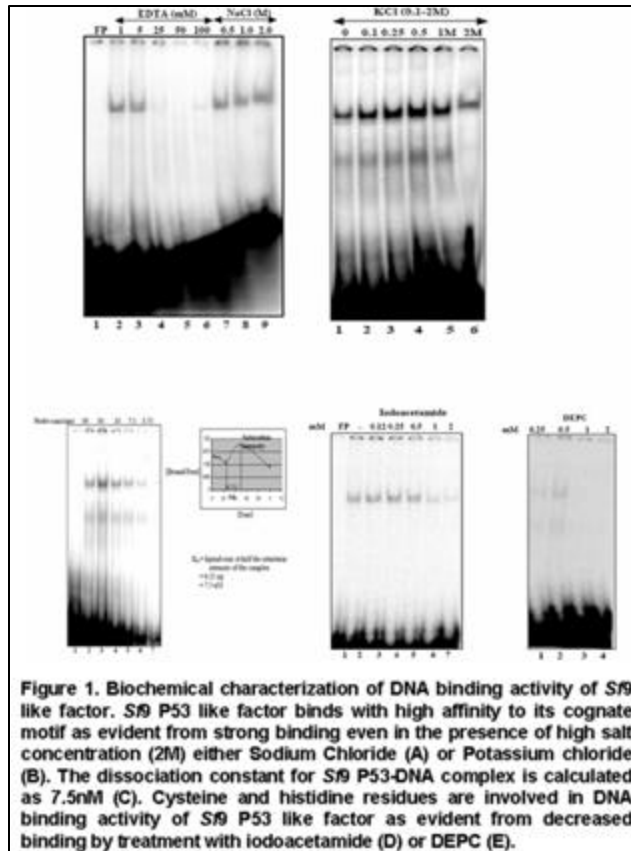 EDTA (mM) NaCl (M)
FP 1 5 25 50 100 0.5 1.0 2.0
1 2 3 4 5 6 7 8 9
KCl (0.1-2M)
0 0.1 0.25 0.5 1M 2M
1 2 3 4 5 6
1 2 3 4 5 6 7
Iodoacetamide
mM FP - 0.12 0.25 0.5 1 2
1 2 3 4 5 6 7
DEPC
mM 0.25 0.5 1 2
1 2 3 4
Figure 1. Biochemical characterization of DNA binding activity of Sf9
like factor. Sf9 P53 like factor binds with high affinity to its cognate
motif as evident from strong binding even in the presence of high salt
concentration (2M) either Sodium Chloride (A) or Potassium chloride
(B). The dissociation constant for Sf9 P53-DNA complex is calculated
as 7.5nM (C). Cysteine and histidine residues are involved in DNA
binding activity of Sf9 P53 like factor as evident from decreased
binding by treatment with iodoacetamide (D) or DEPC (E).